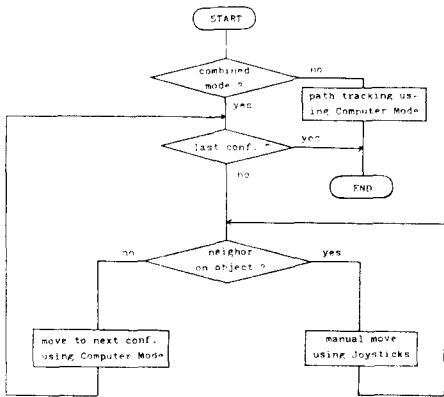 START
combined
mode ?
no
yes
path tracking us-
ing Computer Mode
last conf. ?
yes
no
END
neighor
on object ?
no
yes
move to next conf.
using Computer Mode
manual move
using Joysticks